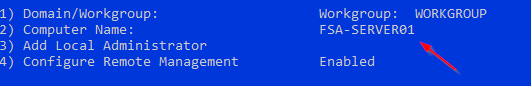 1) Domain/Workgroup: Workgroup: WORKGROUP
2) Computer Name: FSA-SERVER01
3) Add Local Administrator
4) Configure Remote Management Enabled